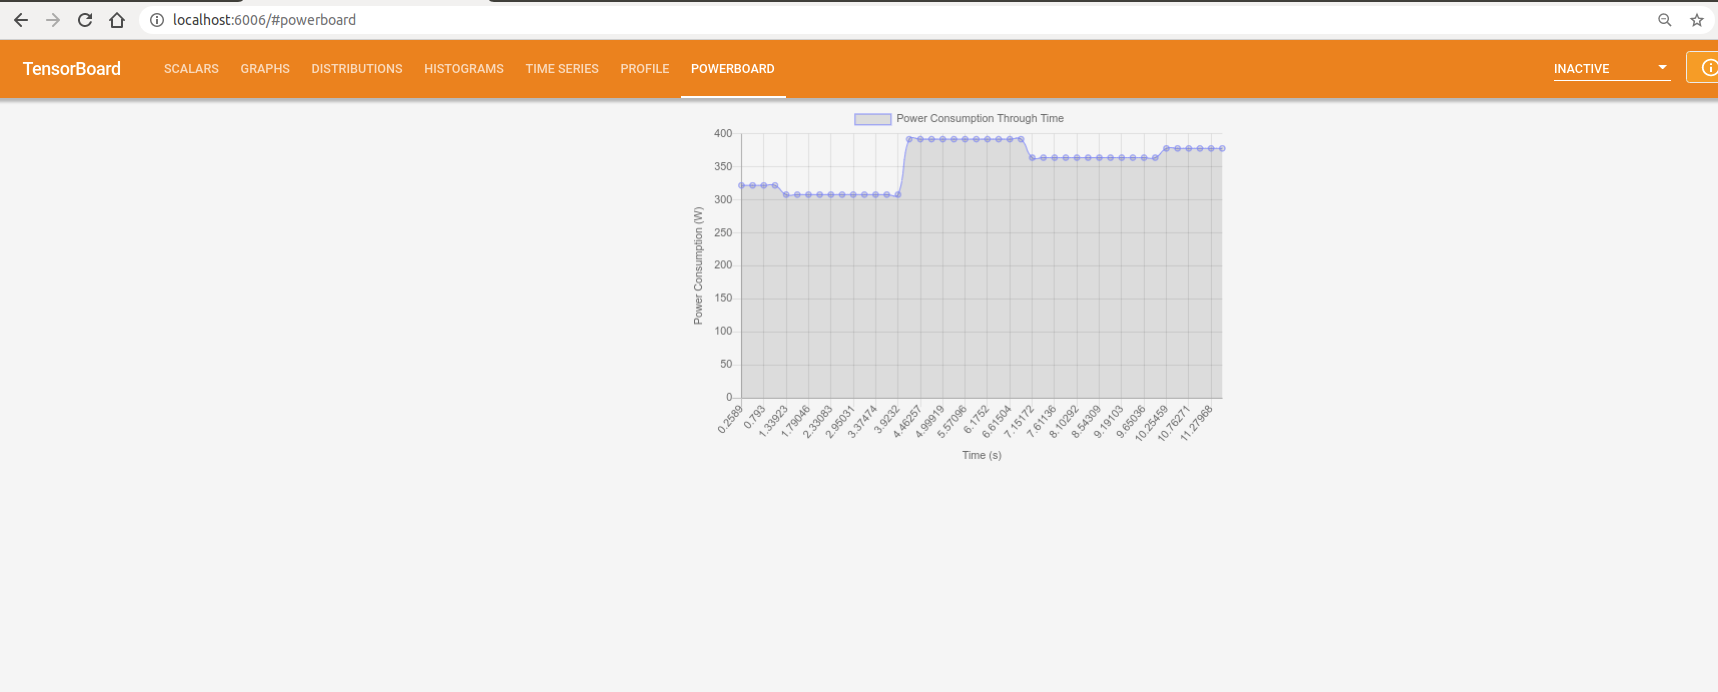 localhost:6006/#powerboard
TensorBoard SCALARS GRAPHS DISTRIBUTIONS HISTOGRAMS TIME SERIES PROFILE POWERBOARD INACTIVE
Power Consumption Through Time
400
350
300
250
200
150
100
50
0
Power Consumption (W)
0.2589 0.793 1.33923 1.79046 2.33083 2.95031 3.37474 3.9232 4.46257 4.99919 5.57096 6.1752 6.61504 7.15172 7.61136 8.10292 8.54309 9.19103 9.65036 10.25459 10.76271 11.27968
Time (s)